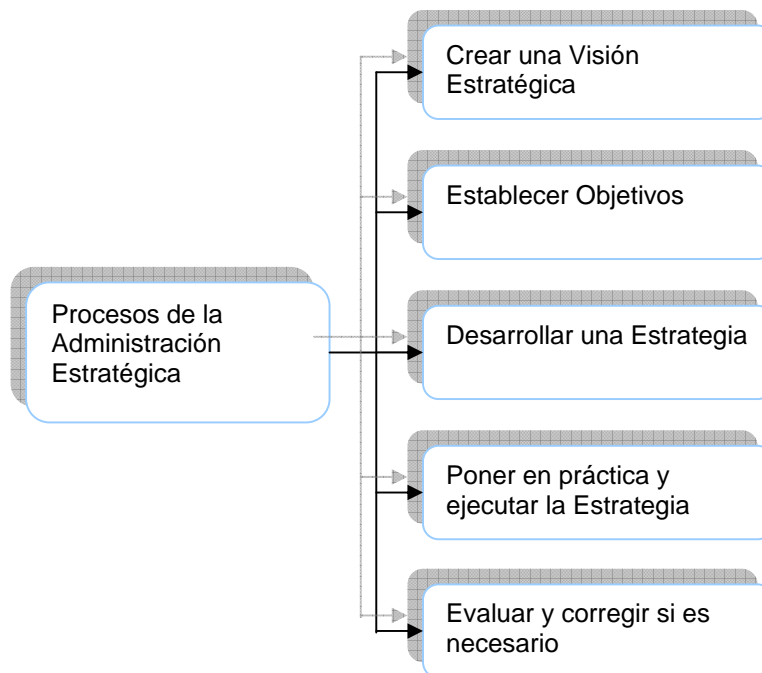 Crear una Visión
Estratégica
Establecer Objetivos
Procesos de la
Administración
Estratégica
Desarrollar una Estrategia
Poner en práctica y
ejecutar la Estrategia
Evaluar y corregir si es
necesario